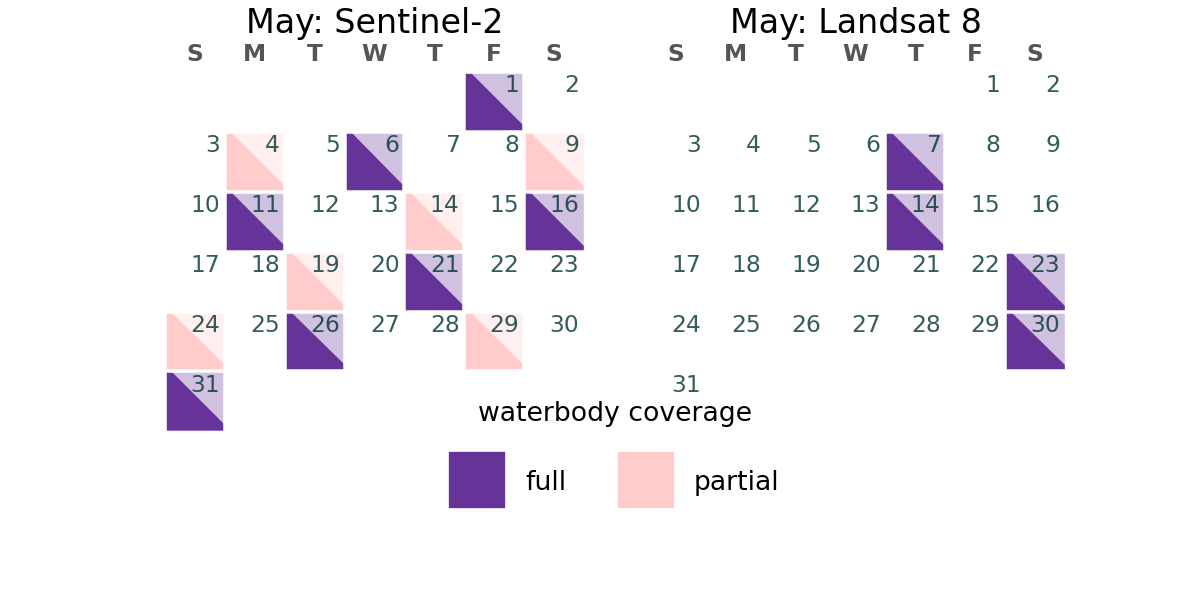 May: Sentinel-2
S M T W T F S
1 2
3 4 5 6 7 8 9
10 11 12 13 14 15 16
17 18 19 20 21 22 23
24 25 26 27 28 29 30
31
May: Landsat 8
S M T W T F S
1 2
3 4 5 6 7 8 9
10 11 12 13 14 15 16
17 18 19 20 21 22 23
24 25 26 27 28 29 30
31
waterbody coverage
full partial